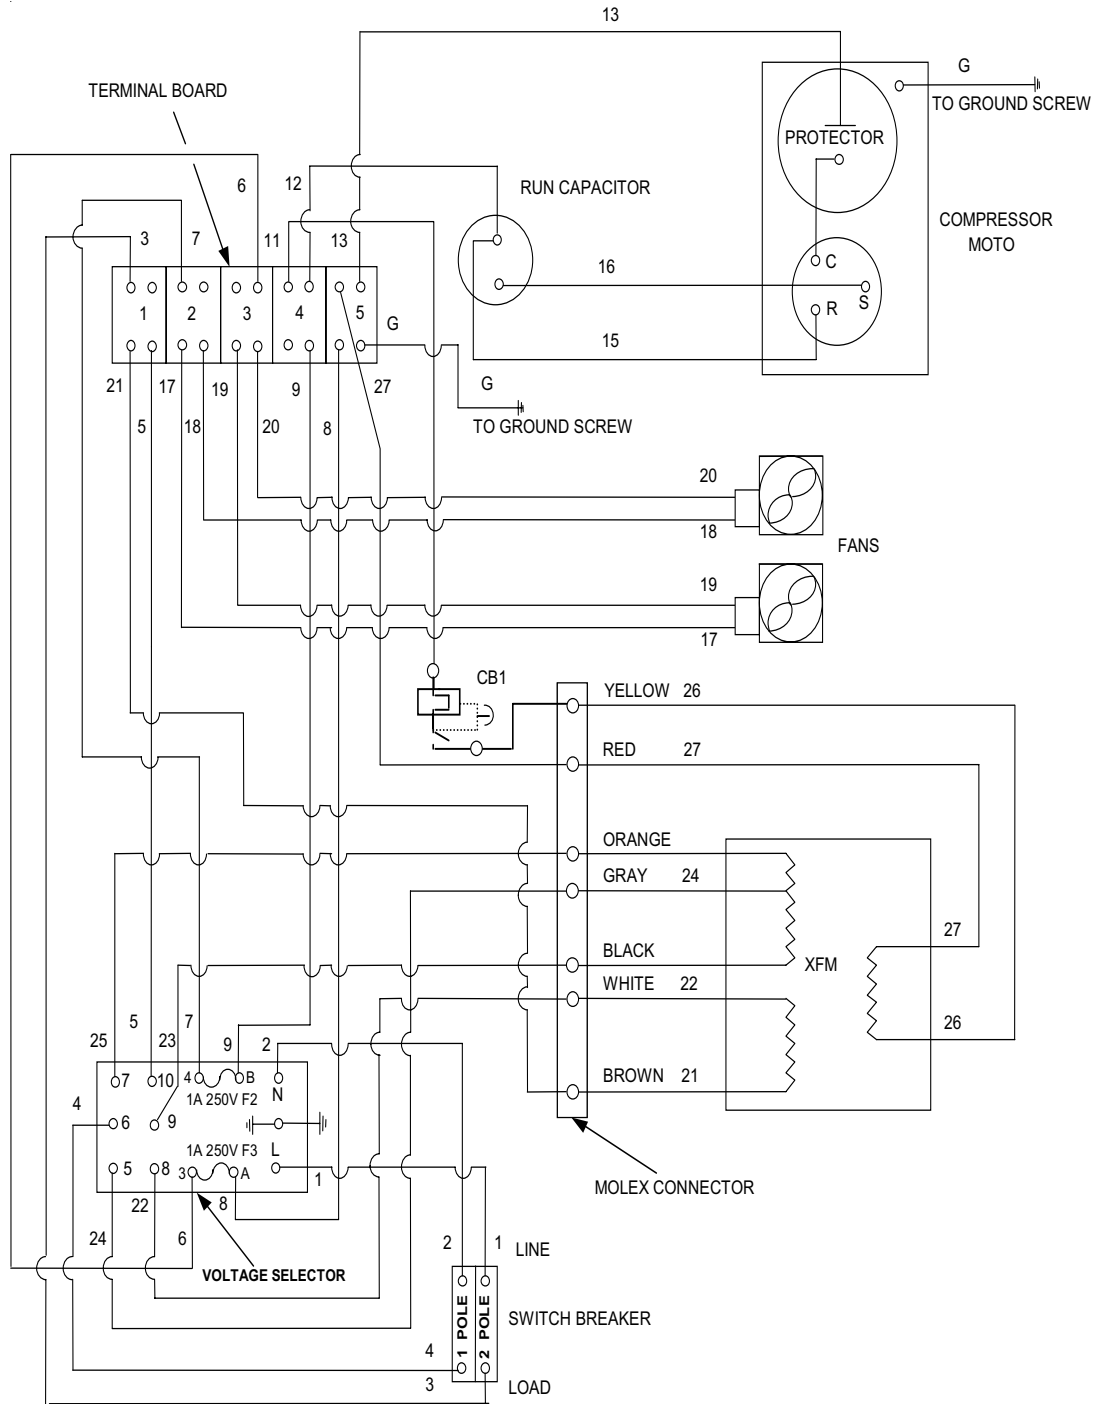 13
TERMINAL BOARD
G
TO GROUND SCREW
PROTECTOR
6
12
RUN CAPACITOR
COMPRESSOR
MOTO
3
7
11
13
C
16
S
1
2
3
4
5
G
R
15
21
17
19
9
27
G
5
18
20
8
TO GROUND SCREW
20
18
FANS
19
17
CB1
YELLOW 26
RED 27
ORANGE
GRAY 24
27
BLACK
XFM
WHITE 22
26
25
5
23
7
9
2
BROWN 21
7
10
4
B
N
1A 250V F2
4
6
9
1A 250V F3
L
5
8
3
A
1
22
8
MOLEX CONNECTOR
24
6
2
1
LINE
VOLTAGE SELECTOR
1 POLE
2 POLE
SWITCH BREAKER
4
3
LOAD